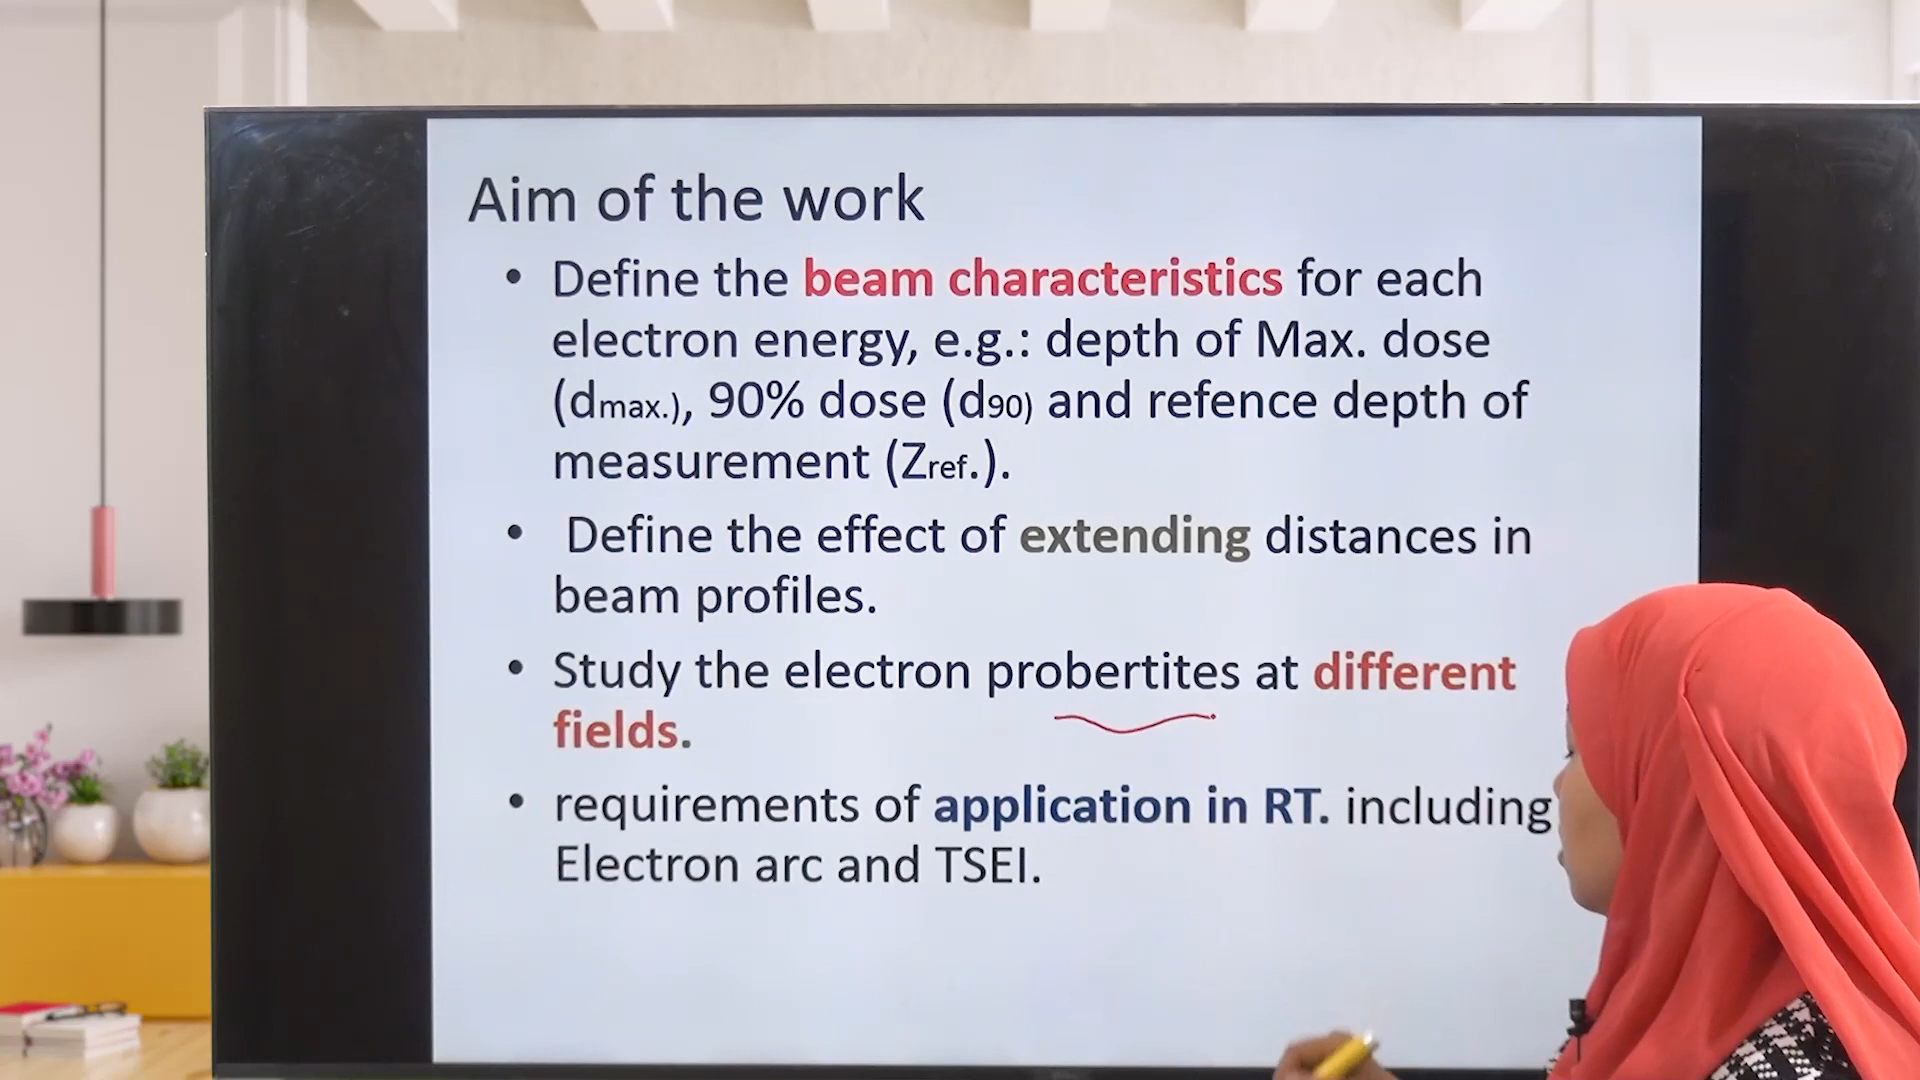 Aim of the work
• Define the beam characteristics for each
electron energy, e.g.: depth of Max. dose
(dmax.), 90% dose (d90) and refence depth of
measurement (Zref.).
• Define the effect of extending distances in
beam profiles.
• Study the electron probertites at different
fields.
• requirements of application in RT. including
Electron arc and TSEI.